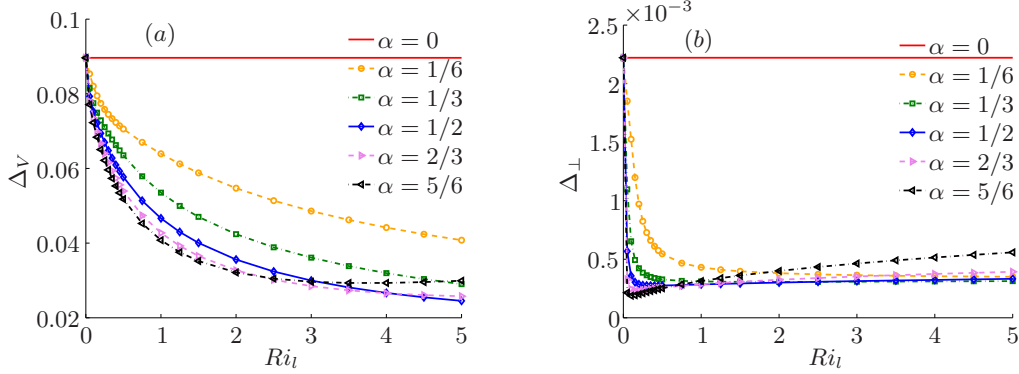 (a)
0.1
0.08
0.06
0.04
0.02
Δ_V
0 1 2 3 4 5
Ri_l
α = 0
α = 1/6
α = 1/3
α = 1/2
α = 2/3
α = 5/6
×10⁻³
(b)
2.5
2
1.5
1
0.5
0
Δ_⊥
0 1 2 3 4 5
Ri_l
α = 0
α = 1/6
α = 1/3
α = 1/2
α = 2/3
α = 5/6